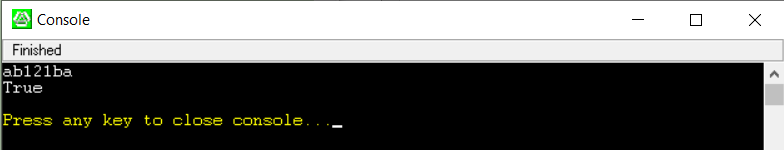 Console
Finished
ab121ba
True
Press any key to close console..._